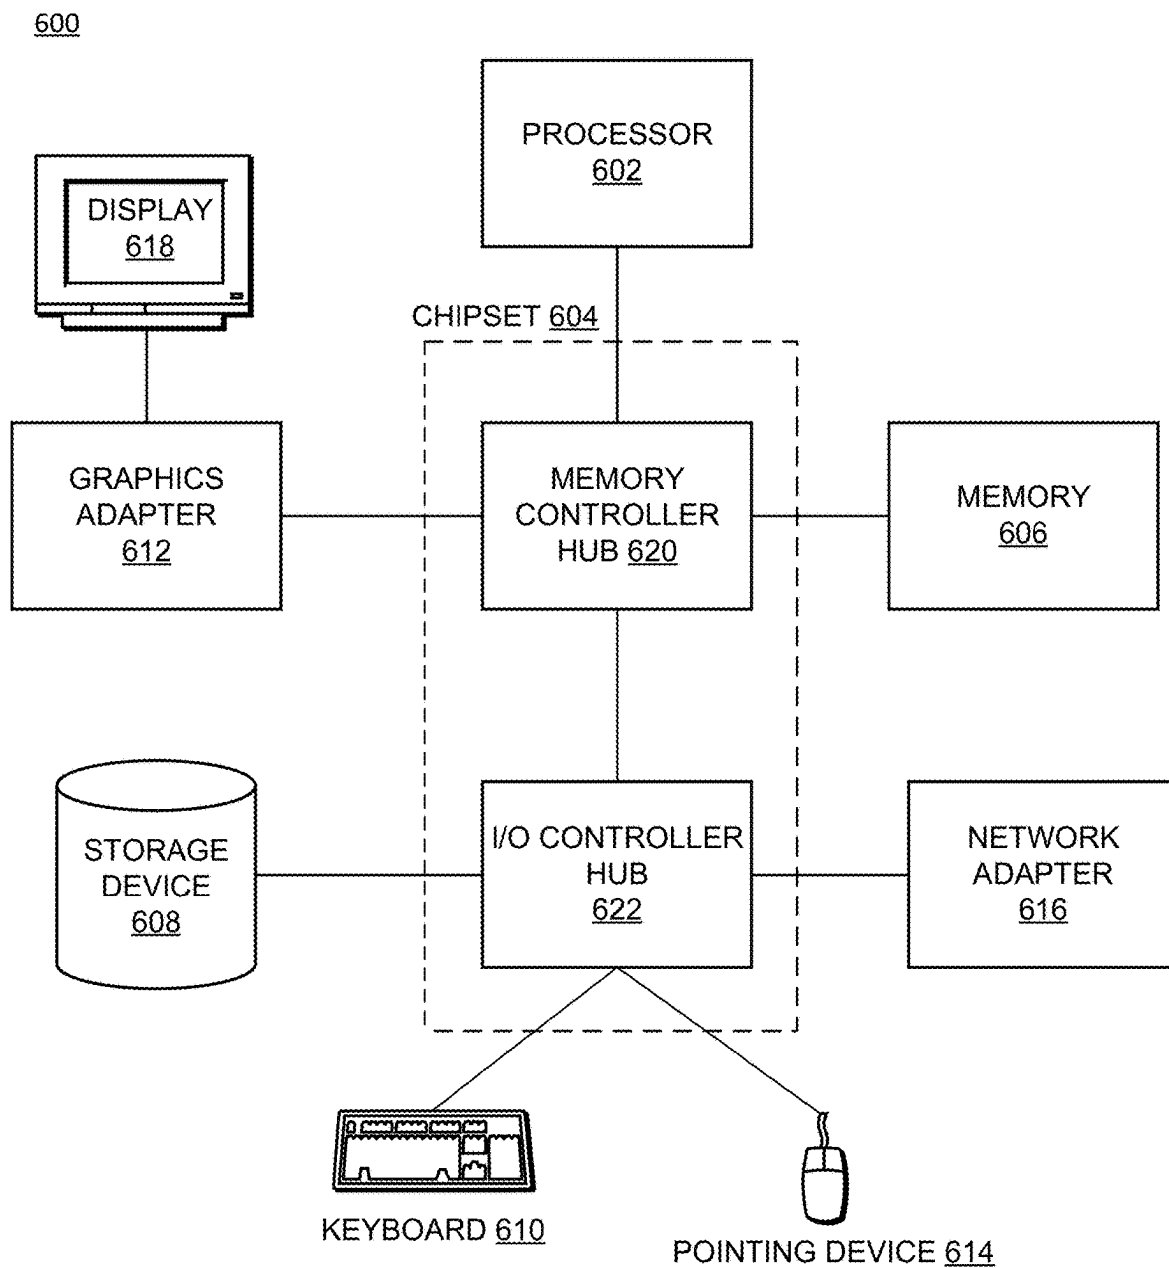 600
PROCESSOR
602
DISPLAY
618
CHIPSET 604
GRAPHICS
ADAPTER
612
MEMORY
CONTROLLER
HUB 620
MEMORY
606
STORAGE
DEVICE
608
I/O CONTROLLER
HUB
622
NETWORK
ADAPTER
616
KEYBOARD 610
POINTING DEVICE 614